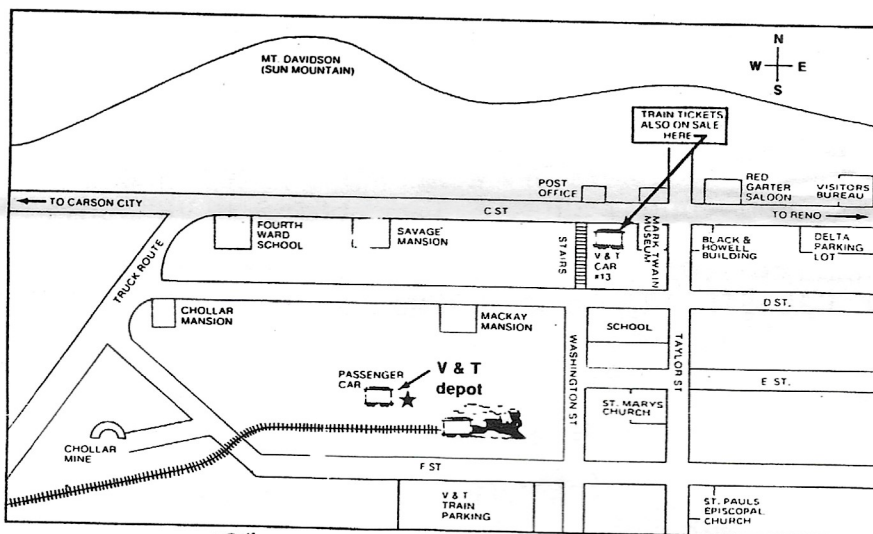 MT. DAVIDSON
(SUN MOUNTAIN)
N
W E
S
TRAIN TICKETS
ALSO ON SALE
HERE
POST
OFFICE
RED
GARTER
SALOON
VISITORS
BUREAU
TO CARSON CITY
C ST
TO RENO
TRUCK ROUTE
FOURTH
WARD
SCHOOL
SAVAGE
MANSION
STAIRS
V & T
CAR
#13
MARK TWAIN
MUSEUM
BLACK &
HOWELL
BUILDING
DELTA
PARKING
LOT
D ST.
CHOLLAR
MANSION
MACKAY
MANSION
WASHINGTON ST
SCHOOL
TAYLOR ST
PASSENGER
CAR
V & T
depot
E ST.
ST. MARYS
CHURCH
CHOLLAR
MINE
F ST
V & T
TRAIN
PARKING
ST. PAULS
EPISCOPAL
CHURCH